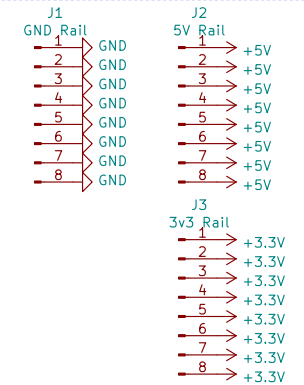 J1
GND Rail
1 GND
2 GND
3 GND
4 GND
5 GND
6 GND
7 GND
8 GND
J2
5V Rail
1 +5V
2 +5V
3 +5V
4 +5V
5 +5V
6 +5V
7 +5V
8 +5V
J3
3v3 Rail
1 +3.3V
2 +3.3V
3 +3.3V
4 +3.3V
5 +3.3V
6 +3.3V
7 +3.3V
8 +3.3V